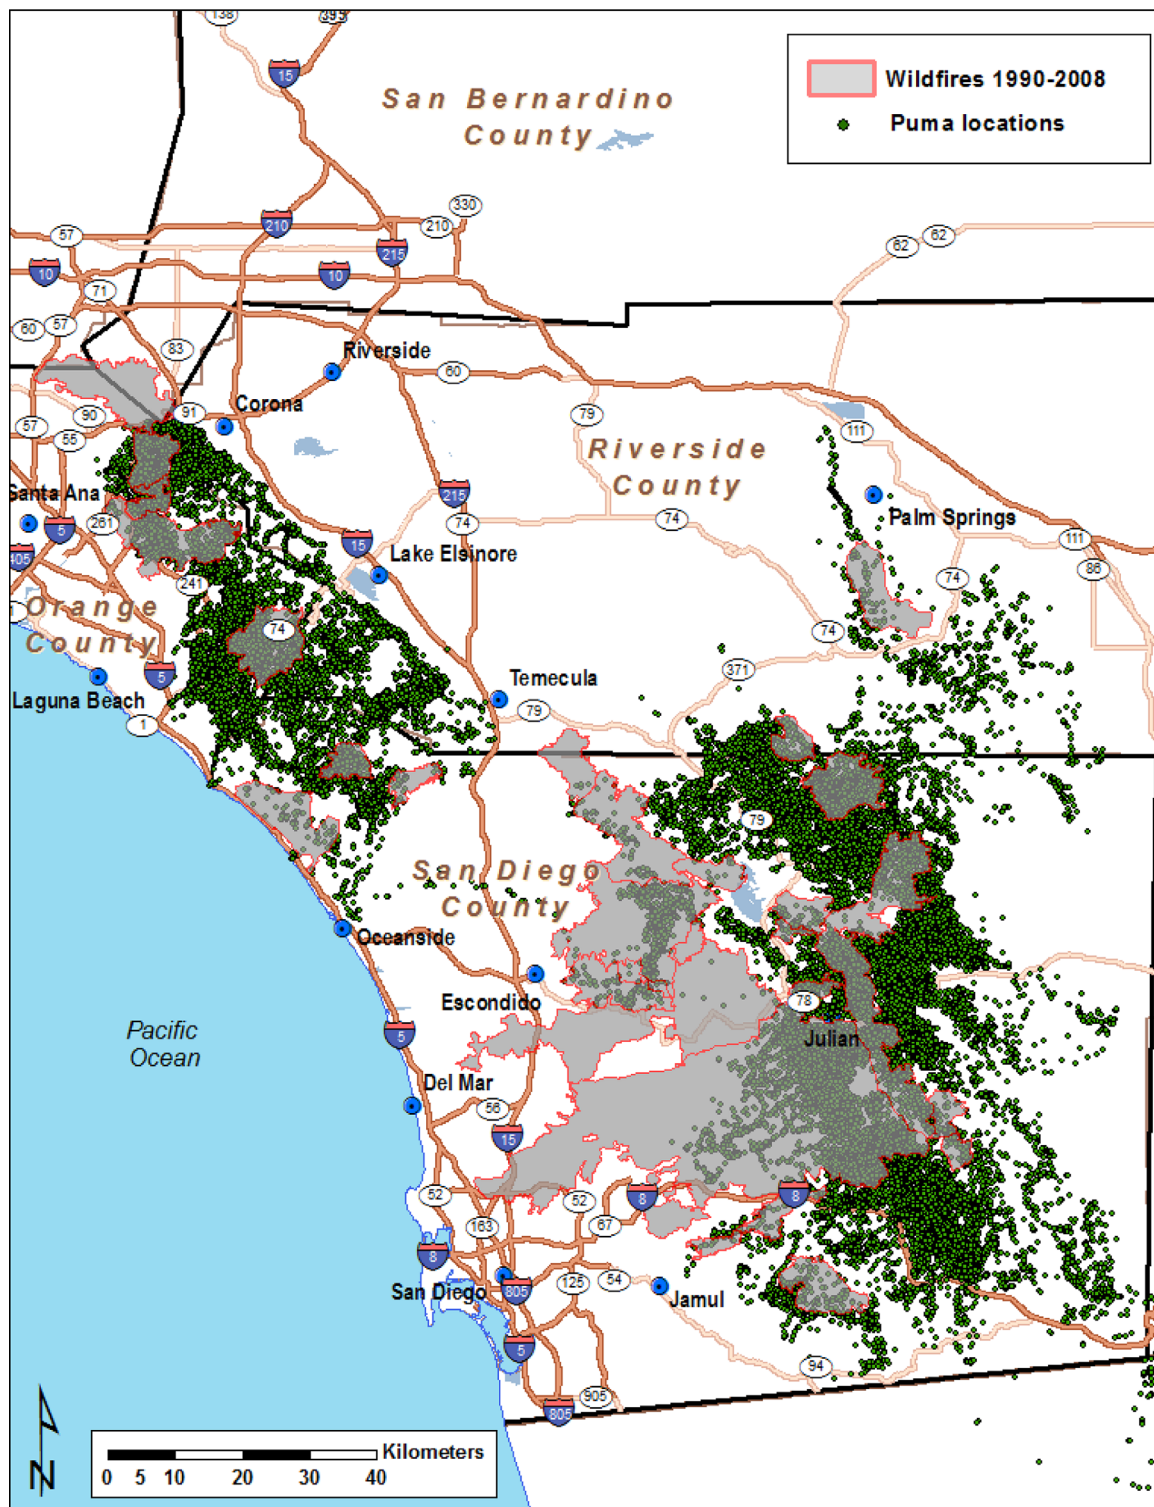 138
395
15
San Bernardino
County
Wildfires 1990-2008
Puma locations
330
210
210
57
215
62
62
10
10
71
60
57
83
Riverside
60
90
91
Corona
79
57
55
111
Riverside
County
Santa Ana
261
5
215
74
74
Palm Springs
405
15
Lake Elsinore
111
86
241
74
Orange
County
74
74
371
5
Laguna Beach
Temecula
79
1
79
San Diego
County
Oceanside
Escondido
78
Julian
Pacific
Ocean
5
Del Mar
56
15
52
52
8
8
67
163
8
San Diego
805
125
54
Jamul
5
94
905
805
N
Kilometers
0 5 10 20 30 40